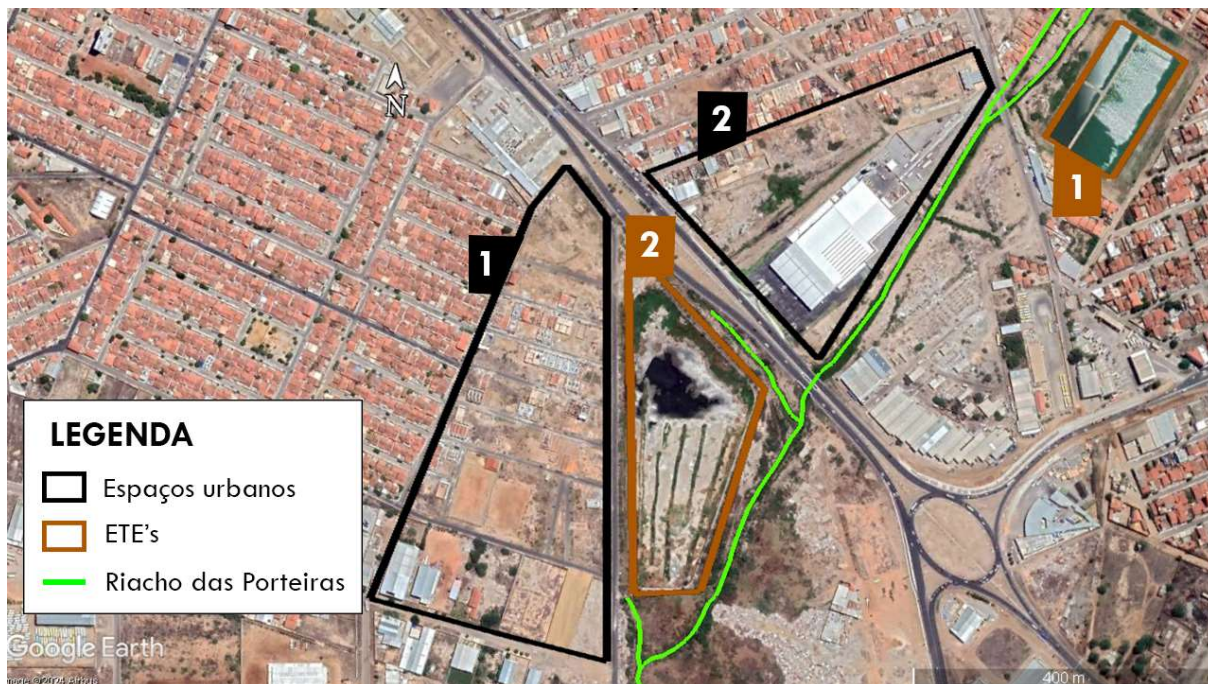 N
2
1
1
2
LEGENDA
Espaços urbanos
ETE's
Riacho das Porteiras
Google Earth
400 m